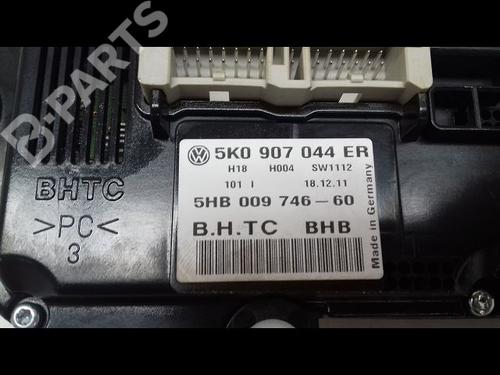 B-PARTS
5K0 907 044 ER
H18 H004 SW1112
101 I 18.12.11
5HB 009 746-60
B.H.TC BHB
Made in Germany
BHTC
>PC<
3